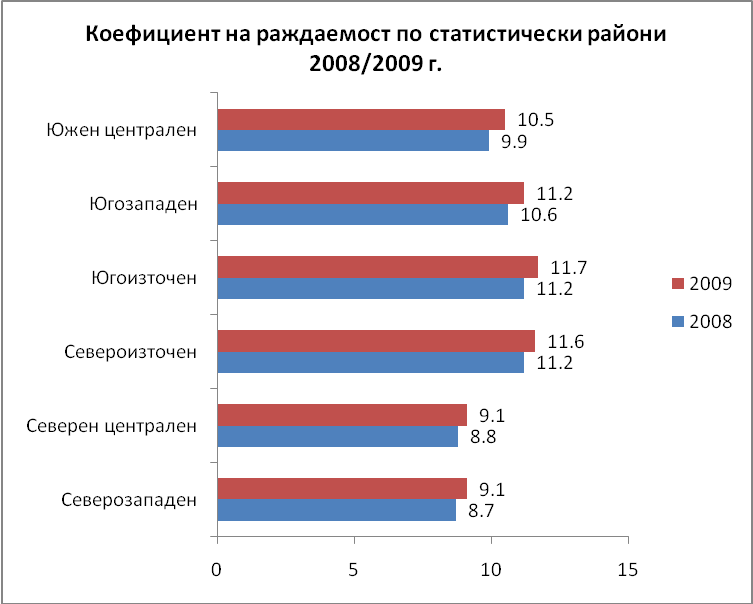 Коефициент на раждаемост по статистически райони
2008/2009 г.
Южен централен
10.5
9.9
Югозападен
11.2
10.6
Югоизточен
11.7
11.2
Североизточен
11.6
11.2
Северен централен
9.1
8.8
Северозападен
9.1
8.7
2009
2008
0 5 10 15